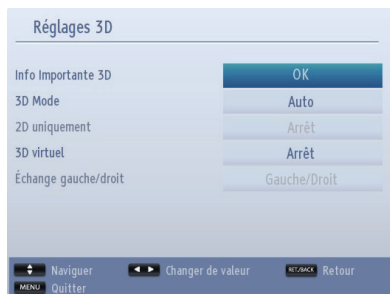 Réglages 3D
Info Importante 3D OK
3D Mode Auto
2D uniquement Arrêt
3D virtuel Arrêt
Échange gauche/droit Gauche/Droit
Naviguer Changer de valeur RET./BACK Retour
MENU Quitter